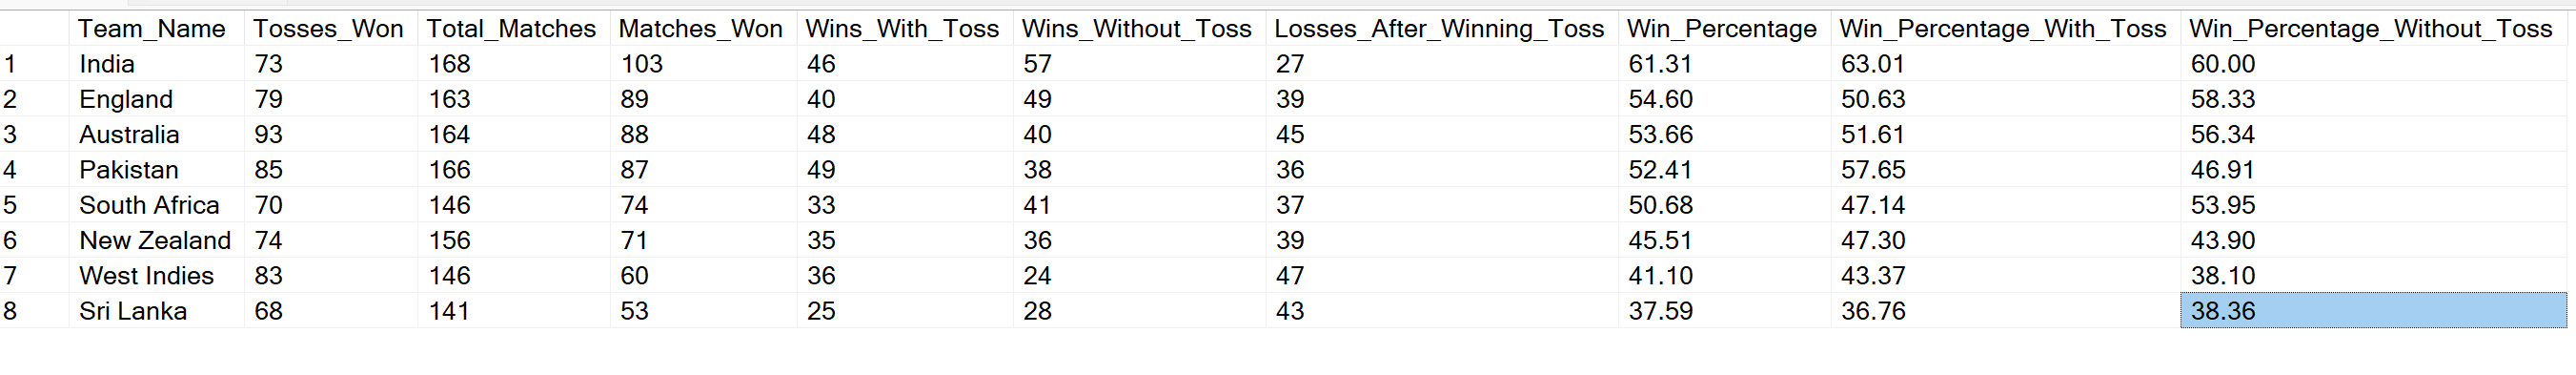 Team_Name Tosses_Won Total_Matches Matches_Won Wins_With_Toss Wins_Without_Toss Losses_After_Winning_Toss Win_Percentage Win_Percentage_With_Toss Win_Percentage_Without_Toss
1 India 73 168 103 46 57 27 61.31 63.01 60.00
2 England 79 163 89 40 49 39 54.60 50.63 58.33
3 Australia 93 164 88 48 40 45 53.66 51.61 56.34
4 Pakistan 85 166 87 49 38 36 52.41 57.65 46.91
5 South Africa 70 146 74 33 41 37 50.68 47.14 53.95
6 New Zealand 74 156 71 35 36 39 45.51 47.30 43.90
7 West Indies 83 146 60 36 24 47 41.10 43.37 38.10
8 Sri Lanka 68 141 53 25 28 43 37.59 36.76 38.36